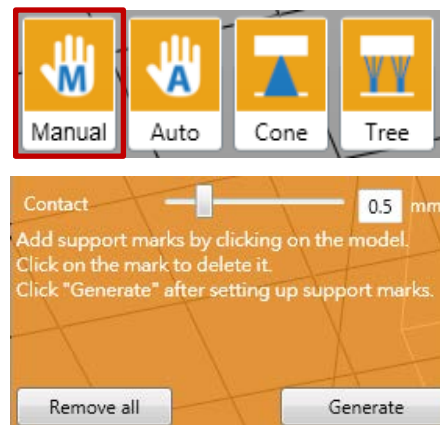 M
A
Manual
Auto
Cone
Tree
Contact
0.5 mm
Add support marks by clicking on the model.
Click on the mark to delete it.
Click "Generate" after setting up support marks.
Remove all
Generate